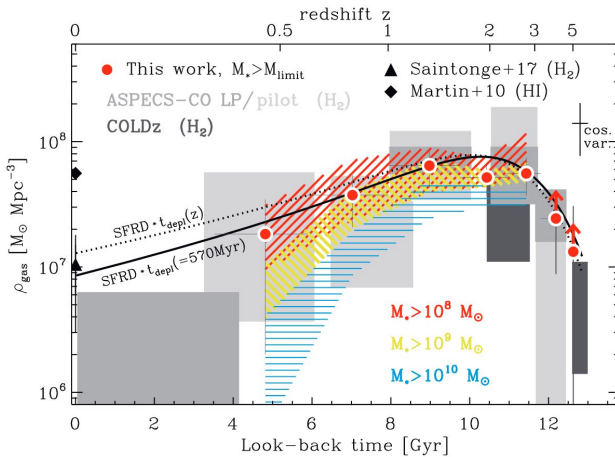 redshift z
0 0.5 1 2 3 5
This work, M*>Mlimit
Saintonge+17 (H2)
ASPECS-CO LP/pilot (H2)
Martin+10 (HI)
COLDz (H2)
cos.
var.
10^8
10^7
10^6
ρgas [M⊙ Mpc^-3]
SFRD*tdepl(z)
SFRD*tdepl(=570Myr)
M*>10^8 M⊙
M*>10^9 M⊙
M*>10^10 M⊙
0 2 4 6 8 10 12
Look-back time [Gyr]